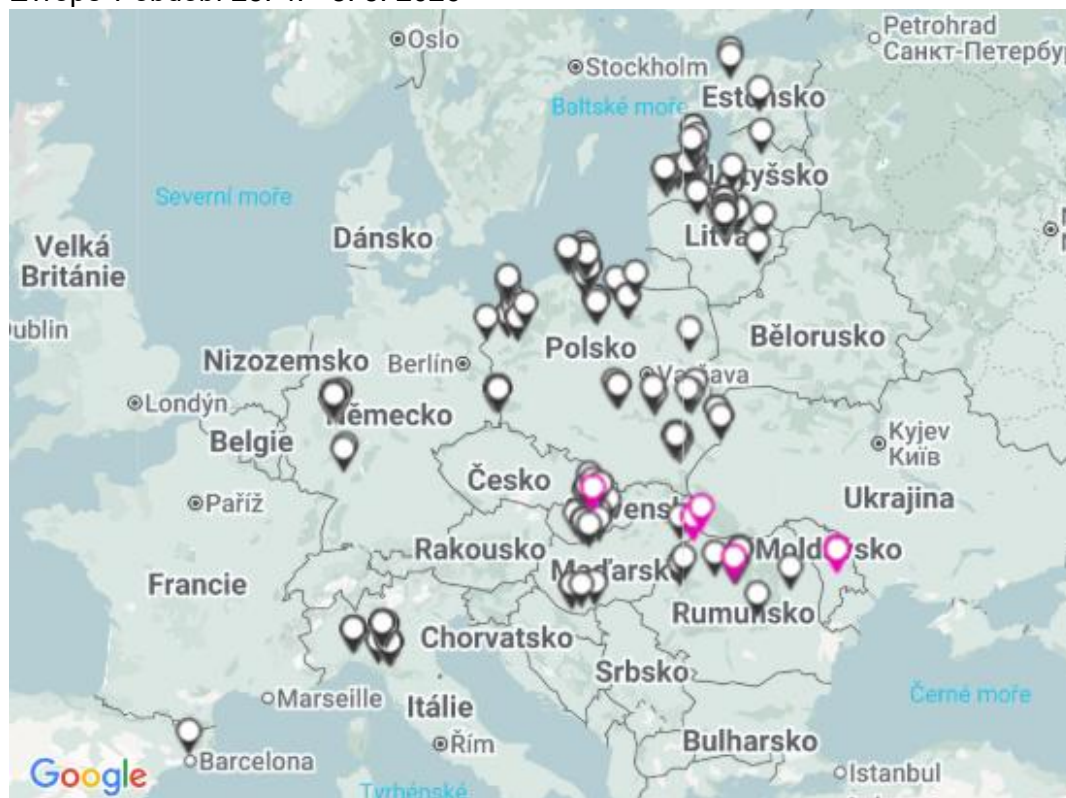 Oslo
Petrohrad
Санкт-Петербу
Stockholm
Baltské moře
Estonsko
Severní moře
Litva
Dánsko
Velká
Británie
Bělorusko
Polsko
Nizozemsko
Berlín
Londýn
Německo
Belgie
Kyjev
Київ
Česko
Paříž
Ukrajina
Rakousko
Francie
Rumunsko
Chorvatsko
Srbsko
Marseille
Itálie
Černé moře
Řím
Bulharsko
Barcelona
Istanbul
Google